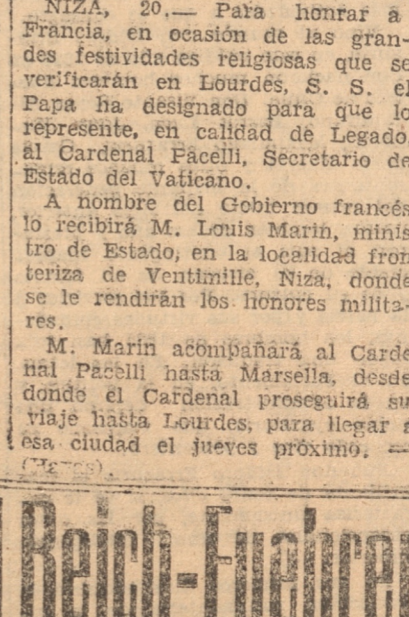 NIZA, 20.— Para honrar a
Francia, en ocasión de las gran-
des festividades religiosas que se
verificarán en Lourdes, S. S. el
Papa ha designado para que lo
represente, en calidad de Legado,
al Cardenal Pacelli, Secretario de
Estado del Vaticano.
A nombre del Gobierno francés
lo recibirá M. Louis Marin, minis
tro de Estado, en la localidad fron
teriza de Ventimille, Niza, donde
se le rendirán los honores milita-
res.
M. Marin acompañará al Carde
nal Pacelli hasta Marsella, desde
donde el Cardenal proseguirá su
viaje hasta Lourdes, para llegar a
esa ciudad el jueves próximo. —
(Havas).
Reich-Fuehrer